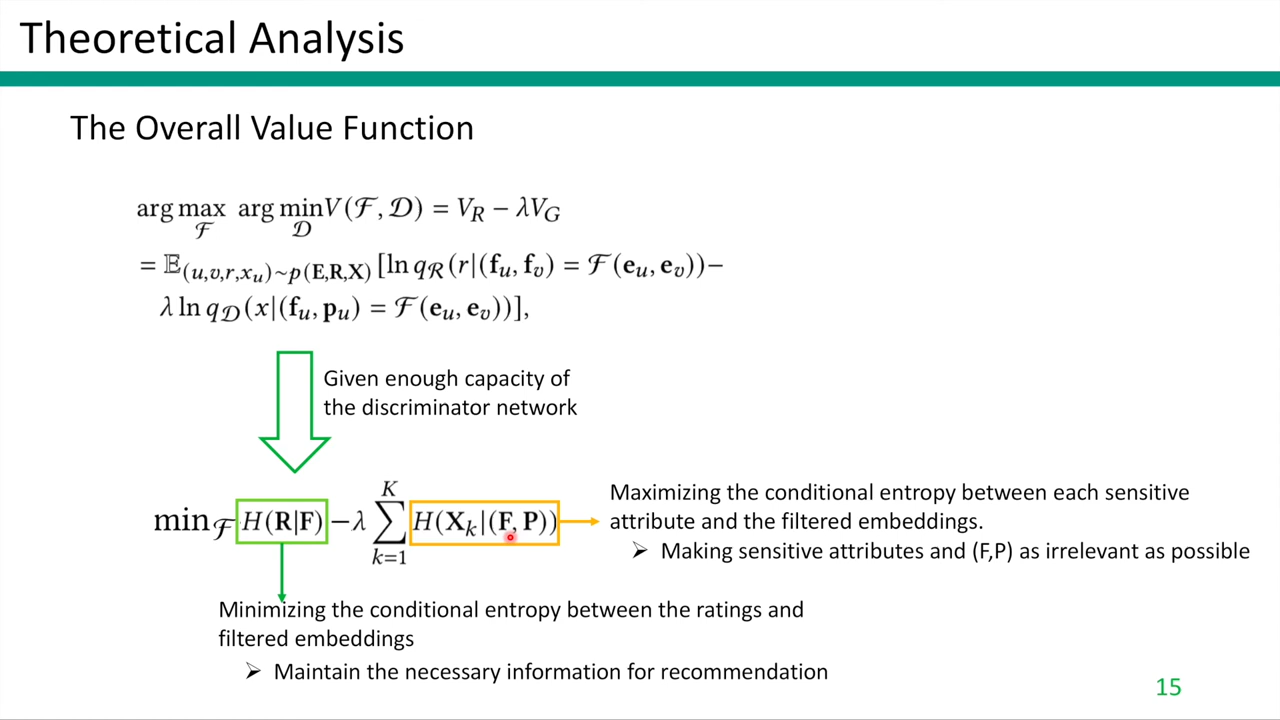 Theoretical Analysis
The Overall Value Function
arg max arg min V(ℱ, 𝒟) = V_R − λV_G
ℱ 𝒟
= 𝔼_(u,v,r,x_u)∼p(E,R,X) [ln q_ℛ(r|(f_u, f_v) = ℱ(e_u, e_v))−
λ ln q_𝒟(x|(f_u, p_u) = ℱ(e_u, e_v))],
Given enough capacity of
the discriminator network
min_ℱ H(R|F) −λ ∑_{k=1}^{K} H(X_k|(F, P))
Maximizing the conditional entropy between each sensitive
attribute and the filtered embeddings.
➢ Making sensitive attributes and (F,P) as irrelevant as possible
Minimizing the conditional entropy between the ratings and
filtered embeddings
➢ Maintain the necessary information for recommendation
15